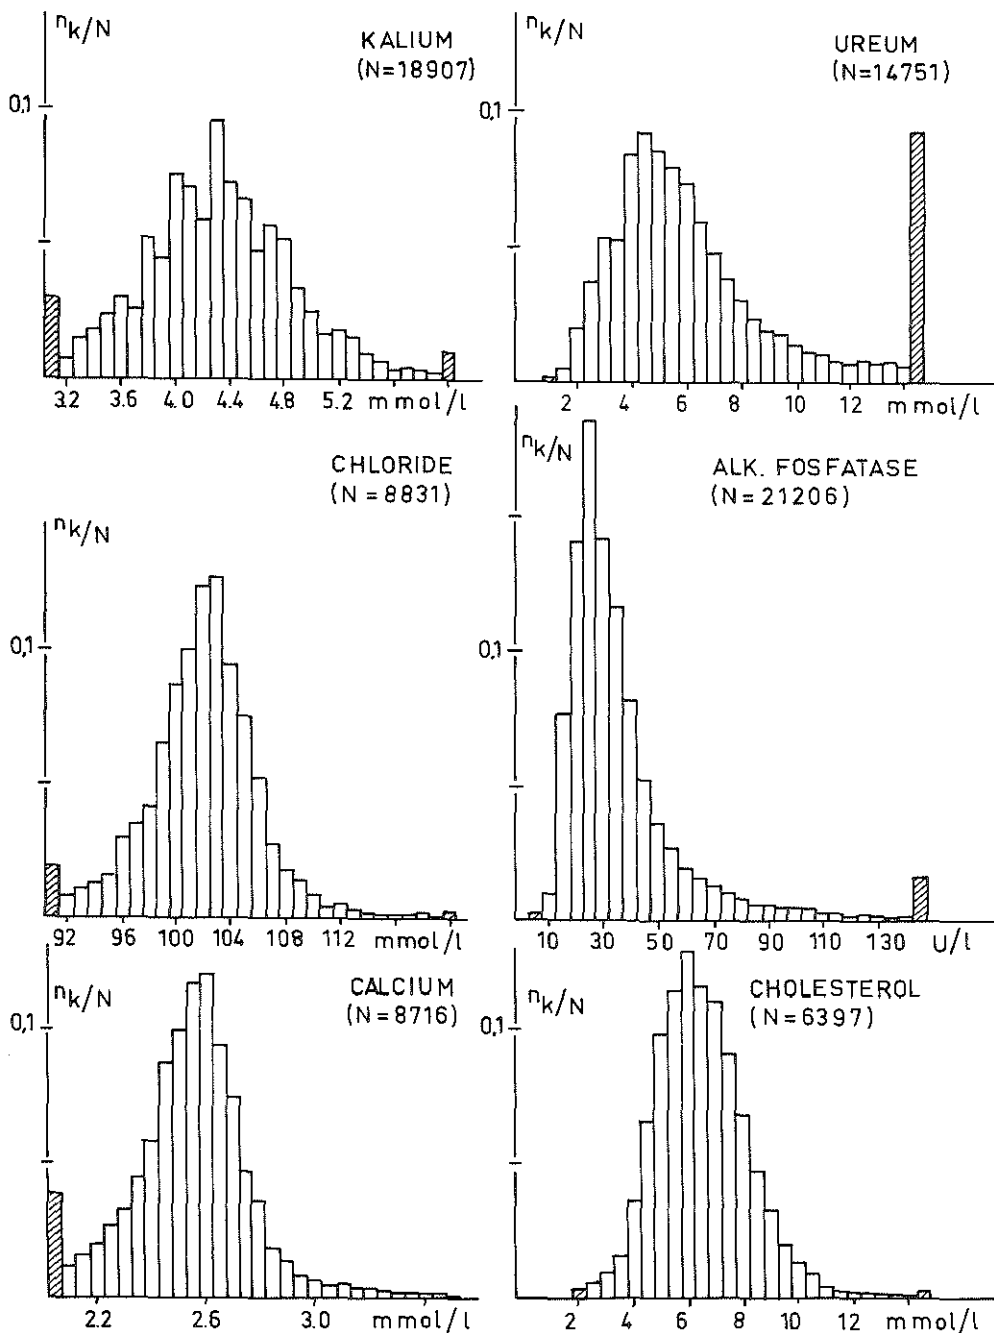 nk/N
KALIUM
(N=18907)
0,1
3.2 3.6 4.0 4.4 4.8 5.2 mmol/l
nk/N
UREUM
(N=14751)
0,1
2 4 6 8 10 12 mmol/l
nk/N
CHLORIDE
(N=8831)
0,1
92 96 100 104 108 112 mmol/l
nk/N
ALK. FOSFATASE
(N=21206)
0,1
10 30 50 70 90 110 130 U/l
nk/N
CALCIUM
(N=8716)
0,1
2.2 2.6 3.0 mmol/l
nk/N
CHOLESTEROL
(N=6397)
0,1
2 4 6 8 10 12 mmol/l